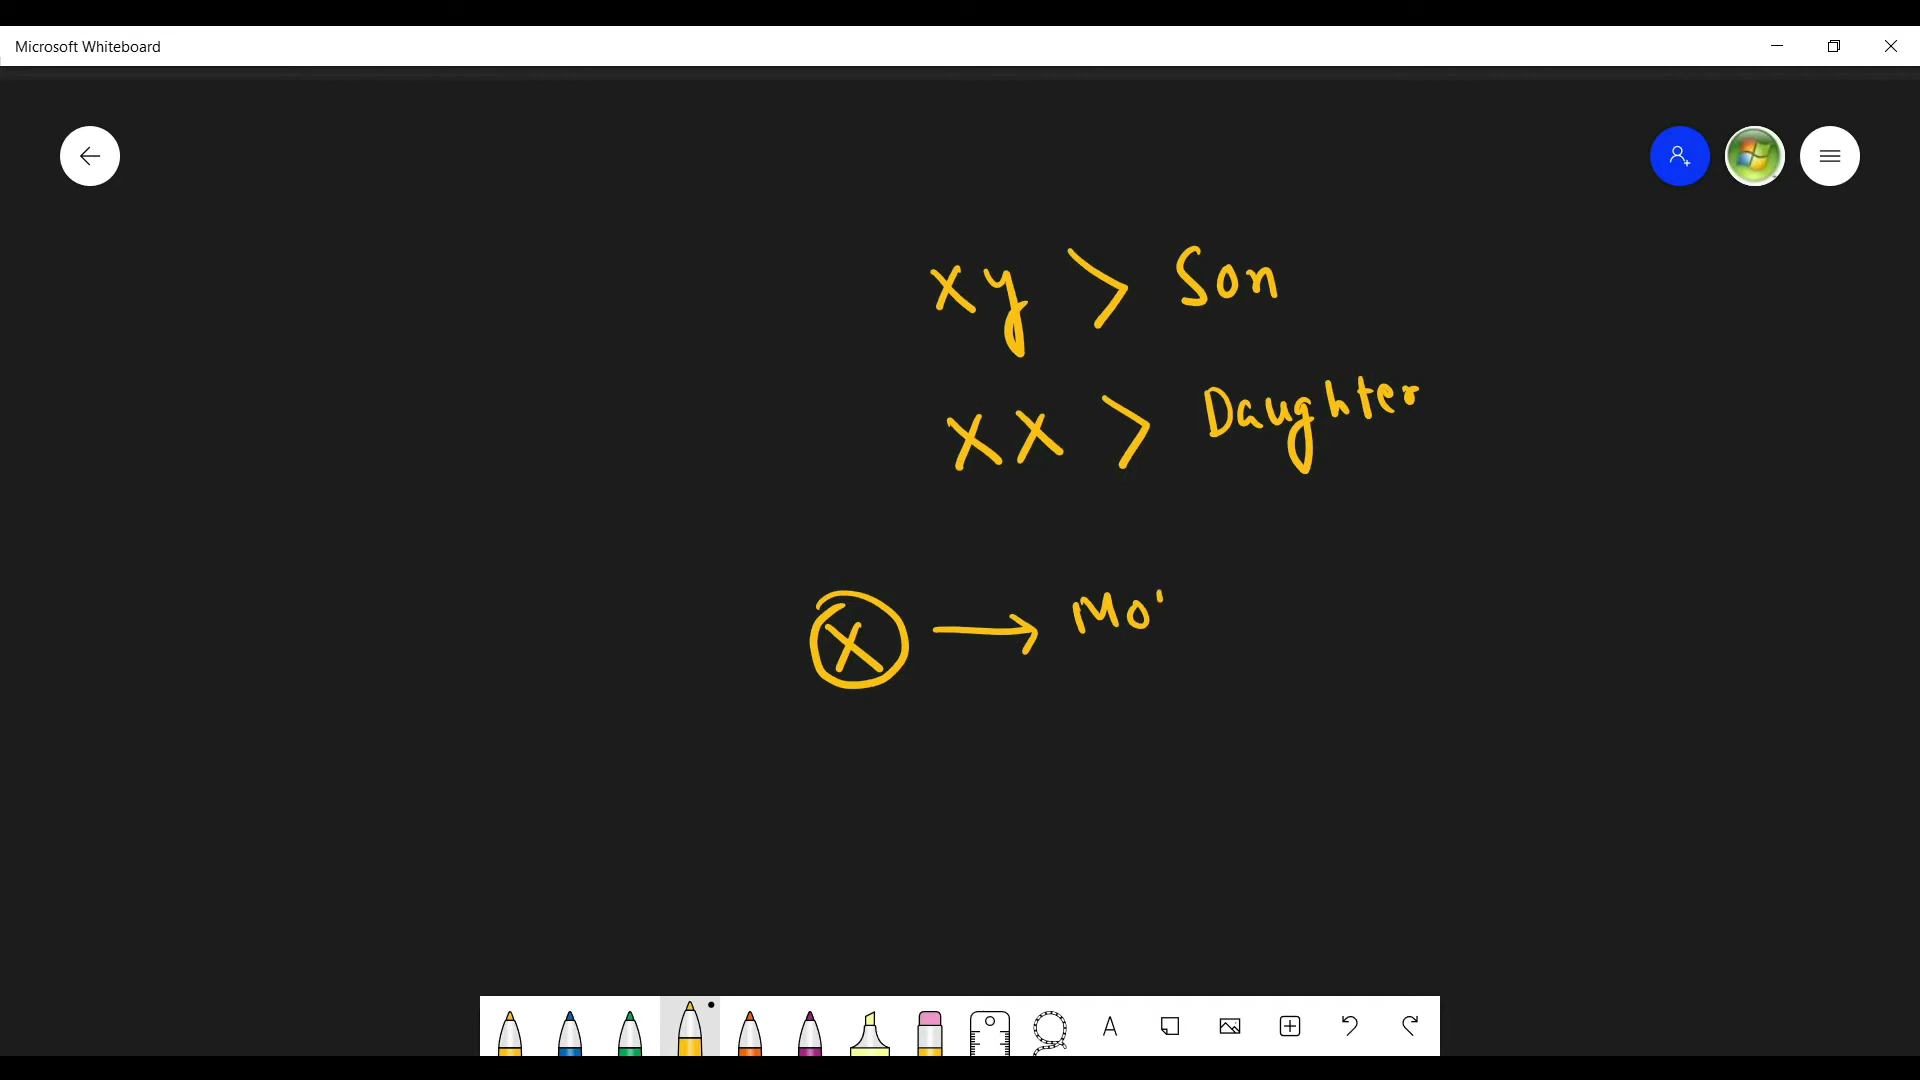 Microsoft Whiteboard
xy > Son
XX > Daughter
X → Mo'
A